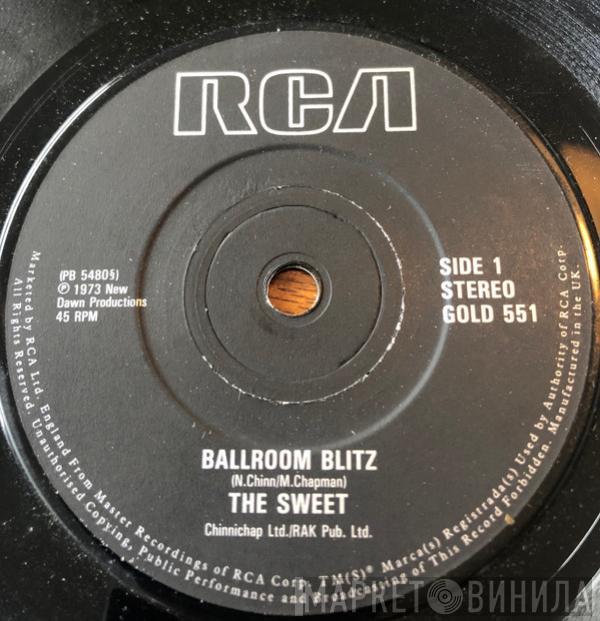 RCA
(PB 5480§)
℗ 1973 New
Dawn Productions
45 RPM
SIDE 1
STEREO
GOLD 551
BALLROOM BLITZ
(N.Chinn/M.Chapman)
THE SWEET
Chinnichap Ltd./RAK Pub. Ltd.
Marketed by RCA Ltd. England From Master Recordings of RCA Corp. TM(S)® Marca(s) Registrada(s) Used by Authority of RCA Corp.
All Rights Reserved. Unauthorised Copying, Public Performance and Broadcasting of This Record Forbidden. Manufactured in the UK.
МАРКЕТ ВИНИЛА